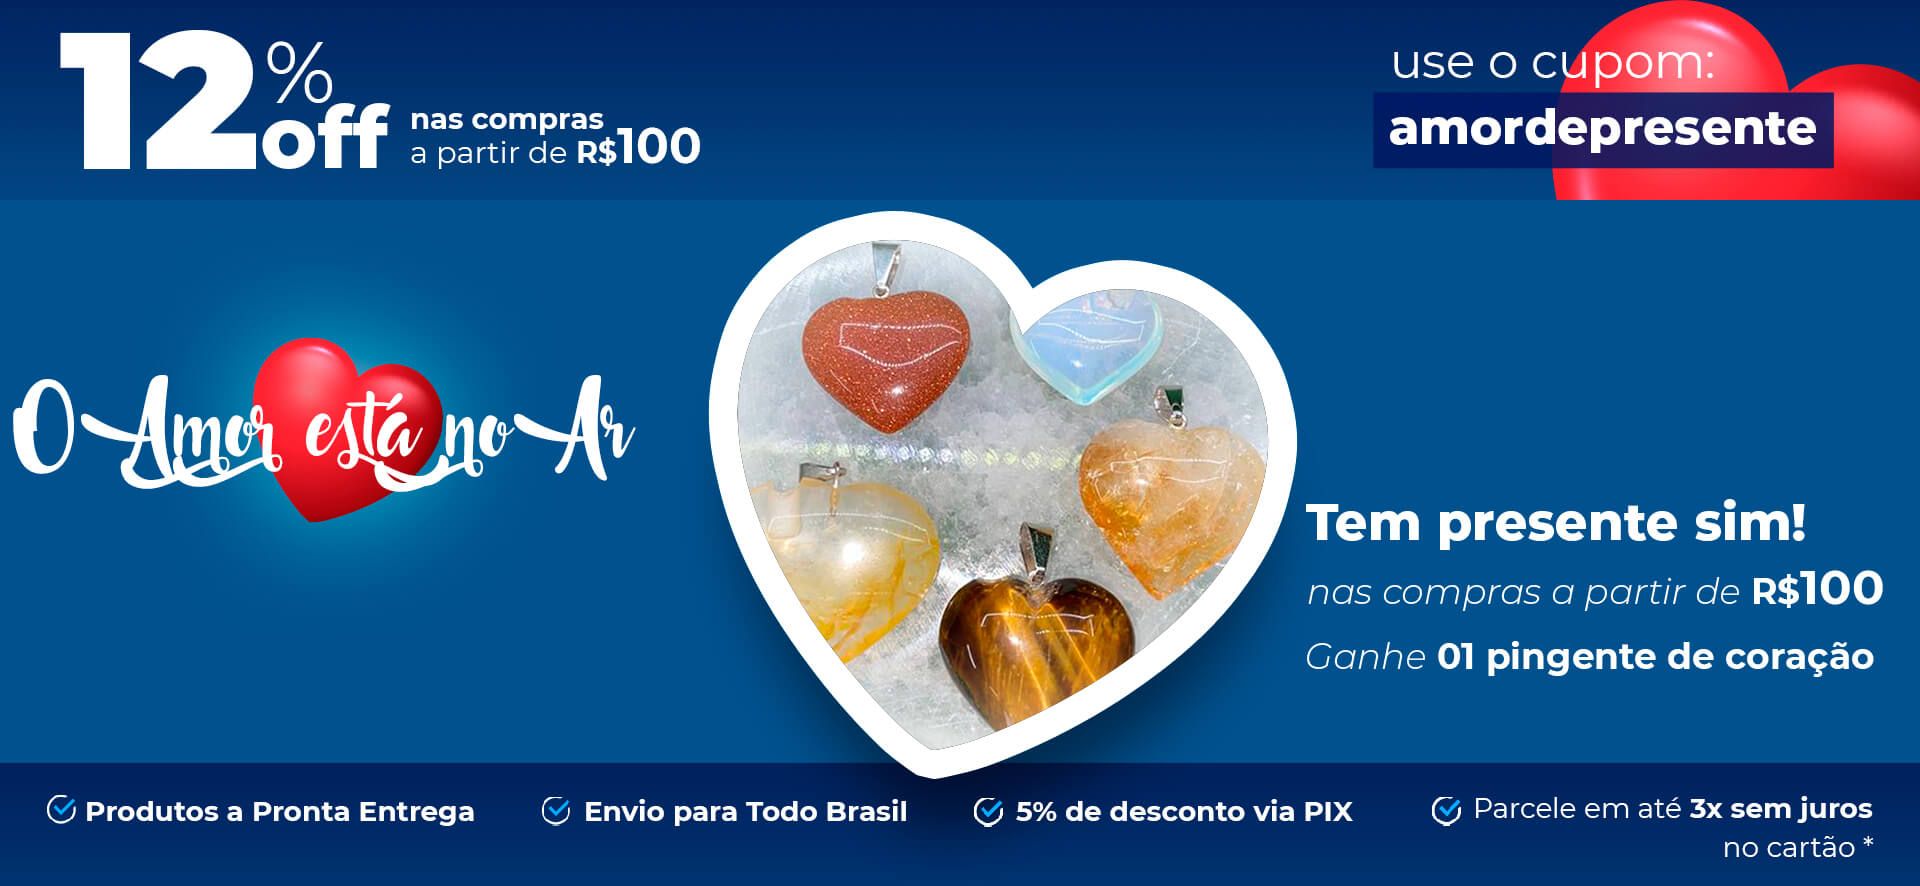 12% off
nas compras
a partir de R$100
use o cupom:
amordepresente
O Amor está no Ar
Tem presente sim!
nas compras a partir de R$100
Ganhe 01 pingente de coração
Produtos a Pronta Entrega
Envio para Todo Brasil
5% de desconto via PIX
Parcele em até 3x sem juros
no cartão *